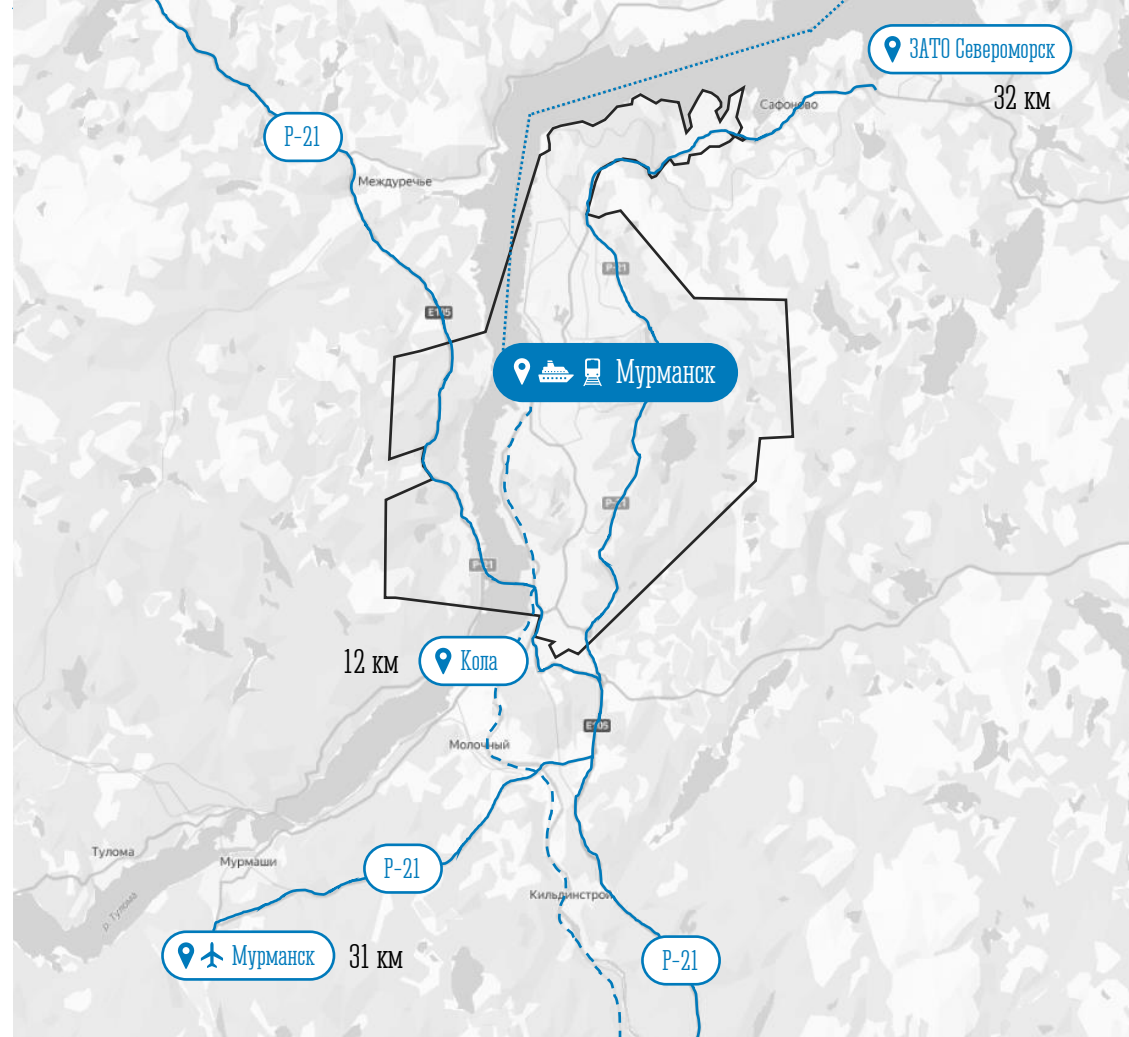 ЗАТО Североморск
32 км
Сафоново
Р-21
Междуречье
Р-21
Е105
Мурманск
Р-21
Р-21
12 км
Кола
Е105
Молочный
Тулома
Мурмаши
Р-21
р. Тулома
Кильдинстрой
Мурманск
31 км
Р-21